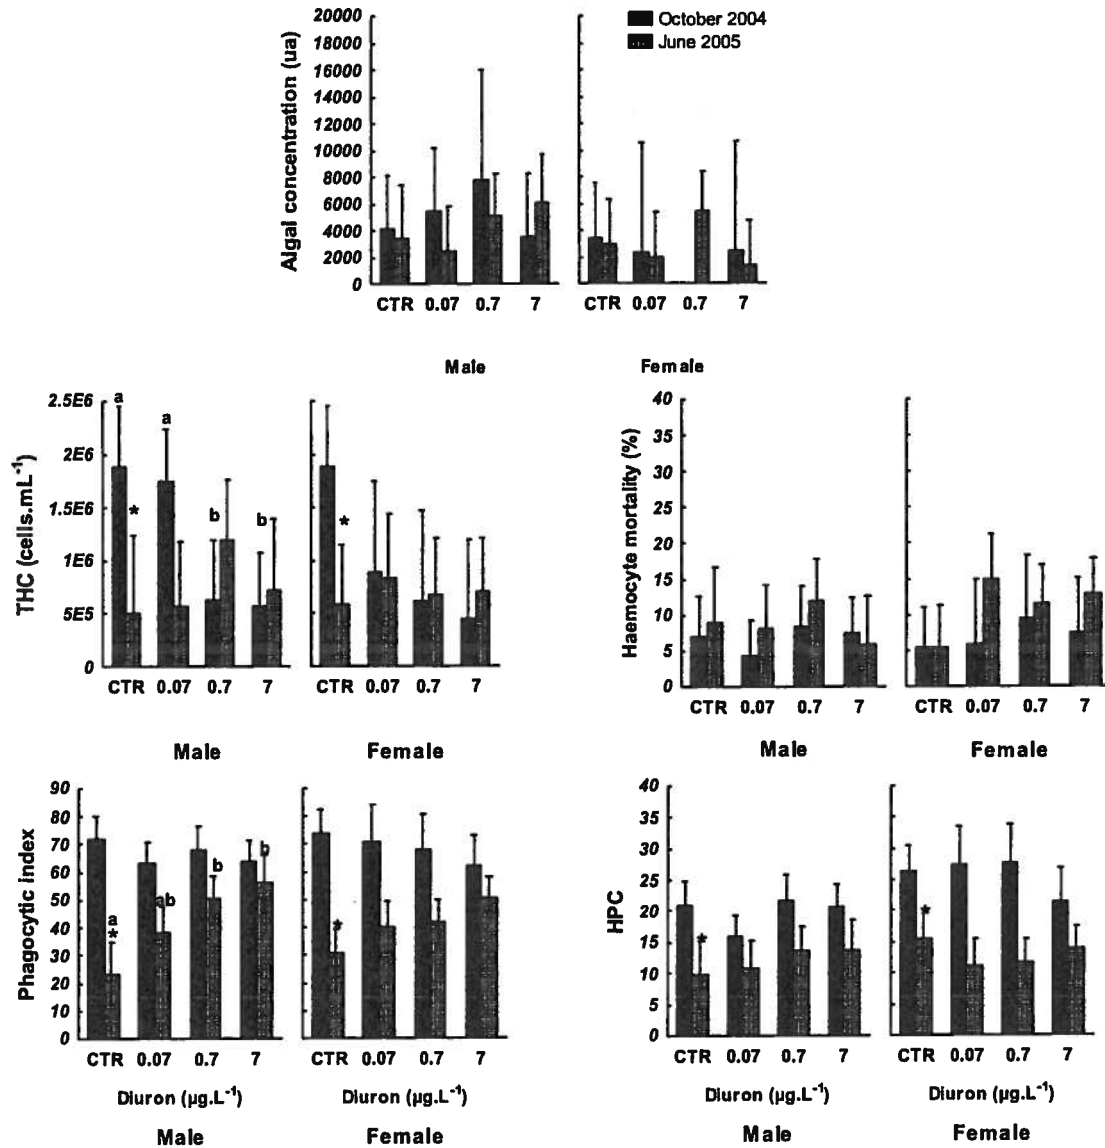 October 2004
June 2005
Algal concentration (ua)
20000
18000
16000
14000
12000
10000
8000
6000
4000
2000
0
CTR 0.07 0.7 7
CTR 0.07 0.7 7
Male Female
THC (cells.mL⁻¹)
2.5E6
2E6
1.5E6
1E6
5E5
0
a a b b
* *
CTR 0.07 0.7 7
CTR 0.07 0.7 7
Male Female
Haemocyte mortality (%)
40
35
30
25
20
15
10
5
0
CTR 0.07 0.7 7
CTR 0.07 0.7 7
Male Female
Phagocytic index
90
80
70
60
50
40
30
20
10
0
a ab b b
* *
CTR 0.07 0.7 7
CTR 0.07 0.7 7
Diuron (µg.L⁻¹) Diuron (µg.L⁻¹)
Male Female
HPC
40
35
30
25
20
15
10
5
0
* *
CTR 0.07 0.7 7
CTR 0.07 0.7 7
Diuron (µg.L⁻¹) Diuron (µg.L⁻¹)
Male Female